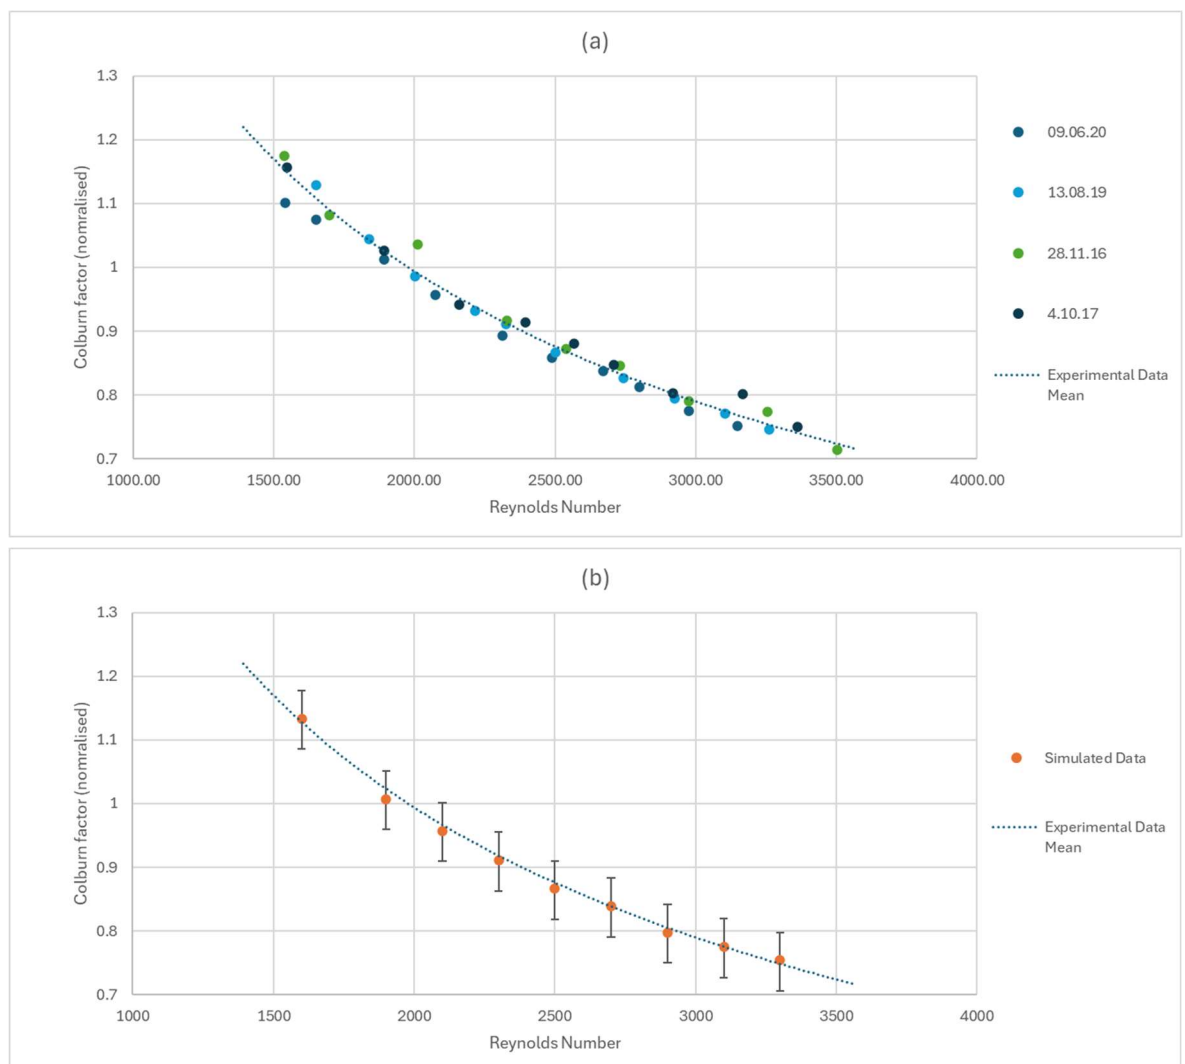 (a)
1.3
1.2
1.1
1
0.9
0.8
0.7
Colburn factor (nomralised)
1000.00 1500.00 2000.00 2500.00 3000.00 3500.00 4000.00
Reynolds Number
09.06.20
13.08.19
28.11.16
4.10.17
Experimental Data
Mean
(b)
1.3
1.2
1.1
1
0.9
0.8
0.7
Colburn factor (nomralised)
1000 1500 2000 2500 3000 3500 4000
Reynolds Number
Simulated Data
Experimental Data
Mean